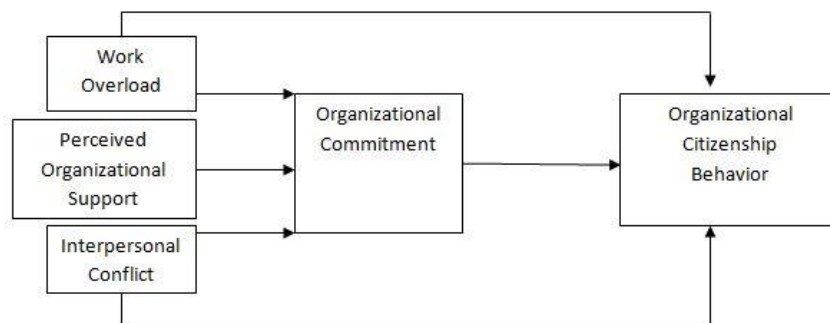 Work
Overload
Perceived
Organizational
Support
Interpersonal
Conflict
Organizational
Commitment
Organizational
Citizenship
Behavior